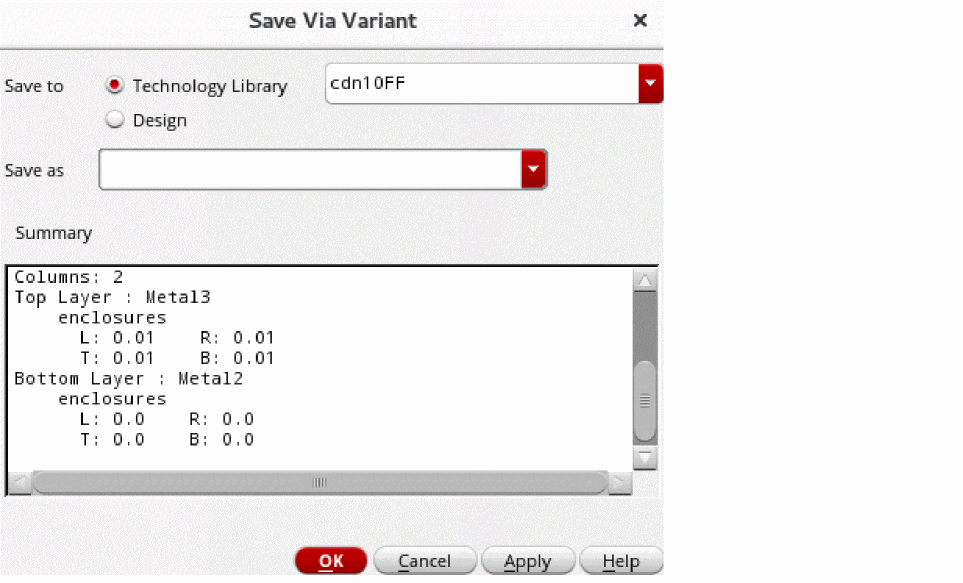 Save Via Variant
Save to Technology Library cdn10FF
Design
Save as
Summary
Columns: 2
Top Layer : Metal3
enclosures
L: 0.01 R: 0.01
T: 0.01 B: 0.01
Bottom Layer : Metal2
enclosures
L: 0.0 R: 0.0
T: 0.0 B: 0.0
OK Cancel Apply Help